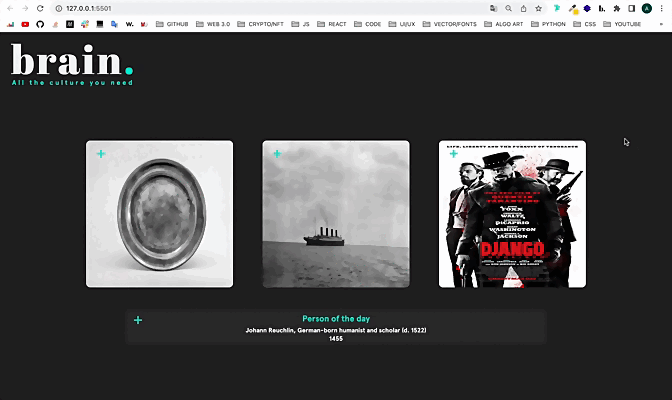 127.0.0.1:5501
GITHUB
WEB 3.0
CRYPTO/NFT
JS
REACT
CODE
UI/UX
VECTOR/FONTS
ALGO ART
PYTHON
CSS
YOUTUBE
brain.
All the culture you need
LIFE, LIBERTY AND THE PURSUIT OF VENGEANCE
FOXX
WALTZ
DiCAPRIO
WASHINGTON
JACKSON
DJANGO
Person of the day
Johann Reuchlin, German-born humanist and scholar (d. 1522)
1455